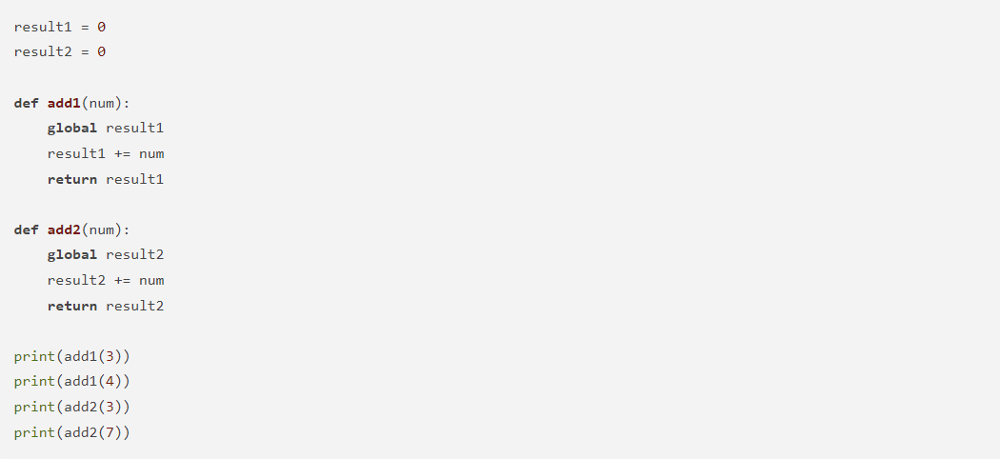 result1 = 0
result2 = 0

def add1(num):
    global result1
    result1 += num
    return result1

def add2(num):
    global result2
    result2 += num
    return result2

print(add1(3))
print(add1(4))
print(add2(3))
print(add2(7))